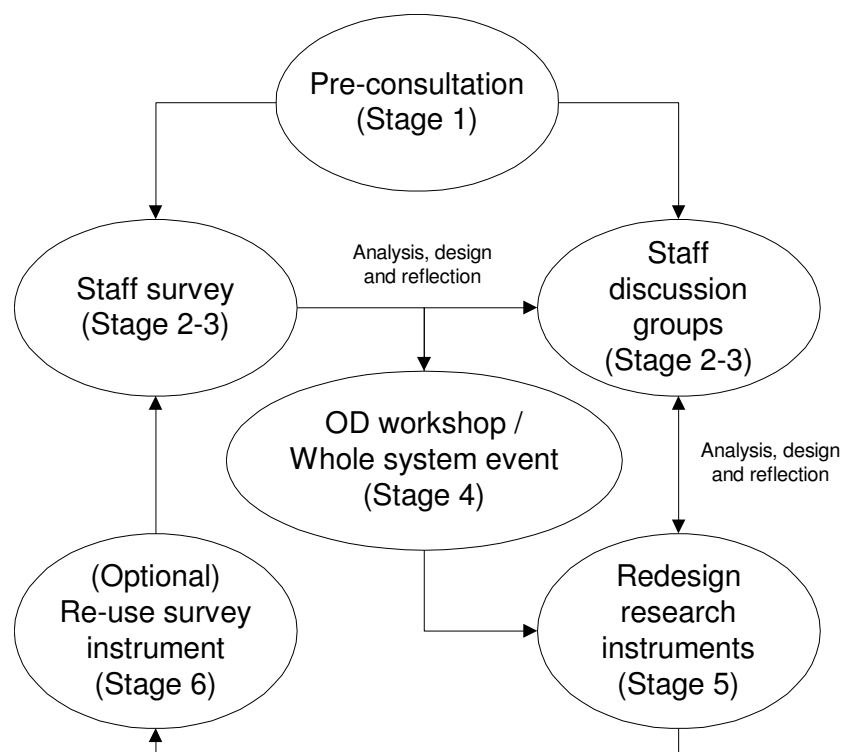 Pre-consultation
(Stage 1)
Analysis, design
and reflection
Staff survey
(Stage 2-3)
Staff
discussion
groups
(Stage 2-3)
OD workshop /
Whole system event
(Stage 4)
Analysis, design
and reflection
(Optional)
Re-use survey
instrument
(Stage 6)
Redesign
research
instruments
(Stage 5)